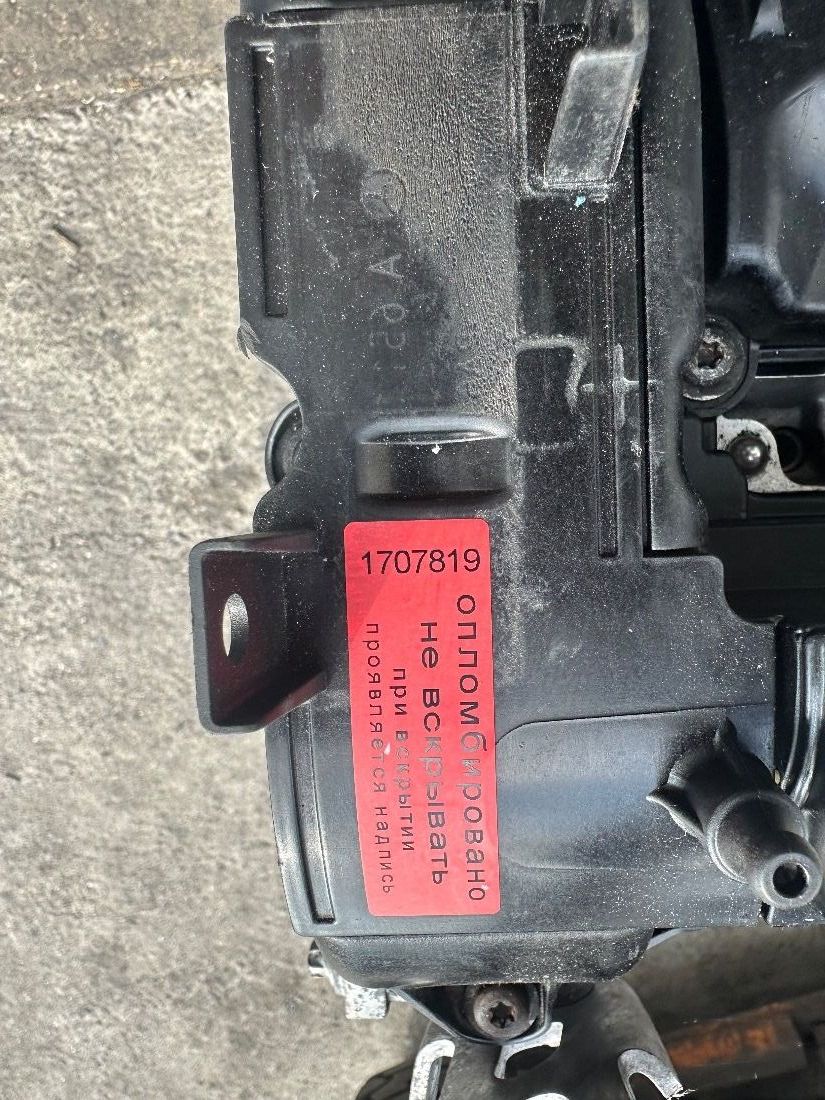 1707819
опломбировано
не вскрывать
при вскрытии
проявляется надпись